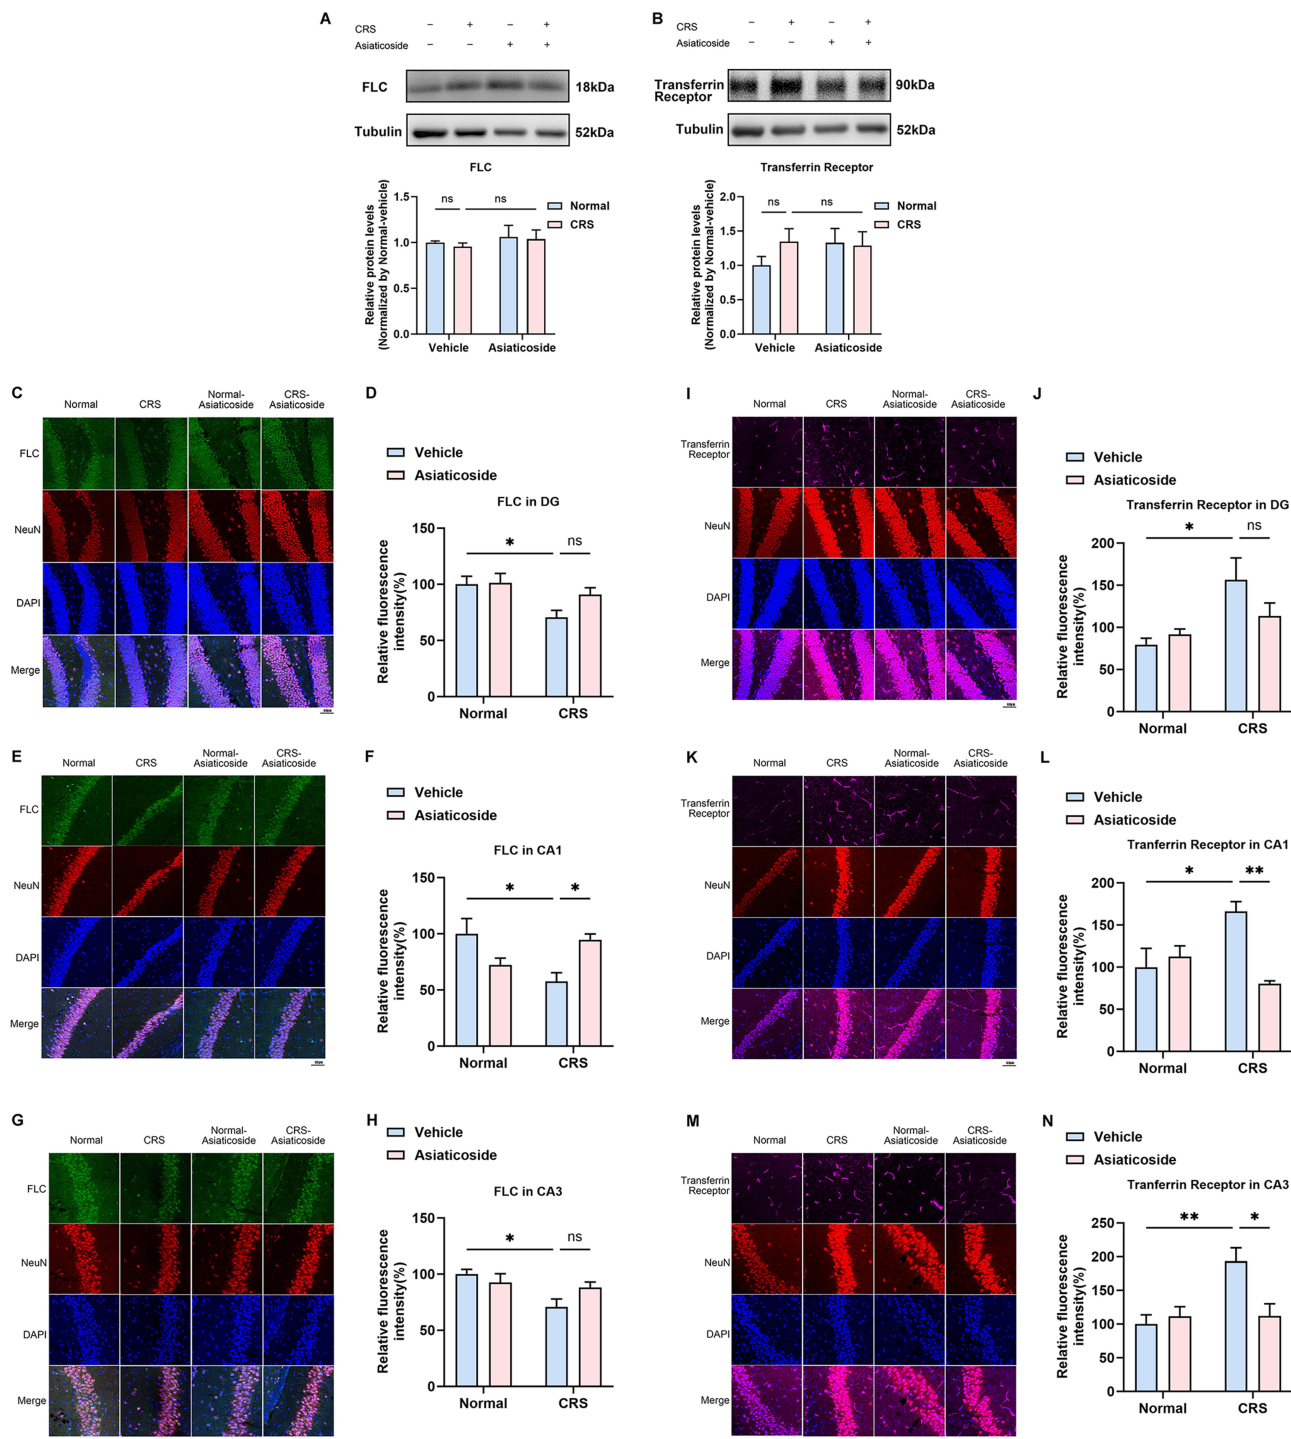 A
CRS - + - +
Asiaticoside - - + +
FLC 18kDa
Tubulin 52kDa
FLC
Relative protein levels
(Normalized by Normal-vehicle)
1.5
1.0
0.5
0.0
ns ns
Normal
CRS
Vehicle Asiaticoside
B
CRS - + - +
Asiaticoside - - + +
Transferrin
Receptor
90kDa
Tubulin 52kDa
Transferrin Receptor
Relative protein levels
(Normalized by Normal-vehicle)
2.0
1.5
1.0
0.5
0.0
ns ns
Normal
CRS
Vehicle Asiaticoside
C
Normal CRS Normal-
Asiaticoside
CRS-
Asiaticoside
FLC
NeuN
DAPI
Merge
D
Vehicle
Asiaticoside
FLC in DG
Relative fluorescence
intensity(%)
150
100
50
0
* ns
Normal CRS
I
Normal CRS Normal-
Asiaticoside
CRS-
Asiaticoside
Transferrin
Receptor
NeuN
DAPI
Merge
J
Vehicle
Asiaticoside
Transferrin Receptor in DG
Relative fluorescence
intensity(%)
200
150
100
50
0
* ns
Normal CRS
E
Normal CRS Normal-
Asiaticoside
CRS-
Asiaticoside
FLC
NeuN
DAPI
Merge
F
Vehicle
Asiaticoside
FLC in CA1
Relative fluorescence
intensity(%)
150
100
50
0
* *
Normal CRS
K
Normal CRS Normal-
Asiaticoside
CRS-
Asiaticoside
Transferrin
Receptor
NeuN
DAPI
Merge
L
Vehicle
Asiaticoside
Tranferrin Receptor in CA1
Relative fluorescence
intensity(%)
200
150
100
50
0
* **
Normal CRS
G
Normal CRS Normal-
Asiaticoside
CRS-
Asiaticoside
FLC
NeuN
DAPI
Merge
H
Vehicle
Asiaticoside
FLC in CA3
Relative fluorescence
intensity(%)
150
100
50
0
* ns
Normal CRS
M
Normal CRS Normal-
Asiaticoside
CRS-
Asiaticoside
Transferrin
Receptor
NeuN
DAPI
Merge
N
Vehicle
Asiaticoside
Tranferrin Receptor in CA3
Relative fluorescence
intensity(%)
250
200
150
100
50
0
** *
Normal CRS